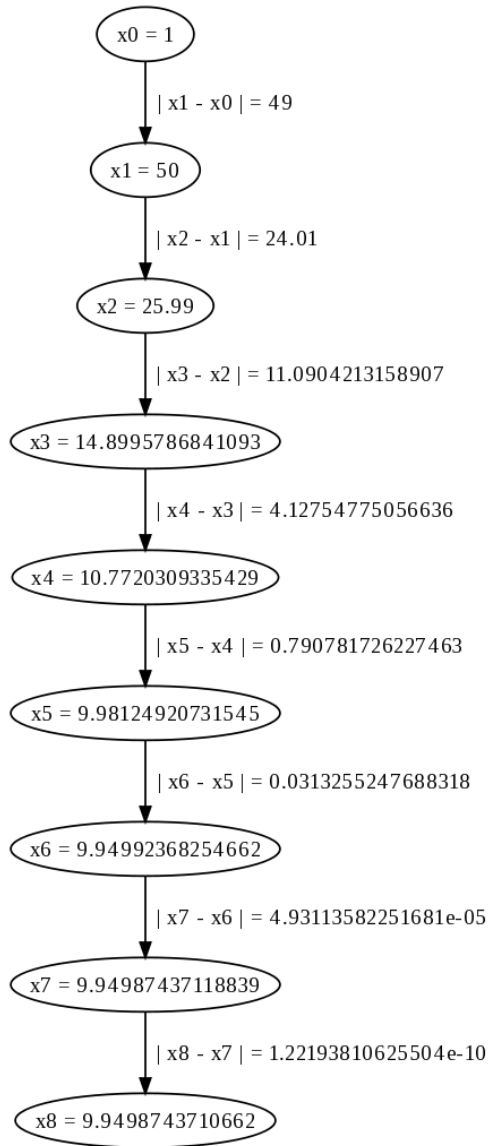 x0 = 1
| x1 - x0 | = 49
x1 = 50
| x2 - x1 | = 24.01
x2 = 25.99
| x3 - x2 | = 11.0904213158907
x3 = 14.8995786841093
| x4 - x3 | = 4.12754775056636
x4 = 10.7720309335429
| x5 - x4 | = 0.790781726227463
x5 = 9.98124920731545
| x6 - x5 | = 0.0313255247688318
x6 = 9.94992368254662
| x7 - x6 | = 4.93113582251681e-05
x7 = 9.94987437118839
| x8 - x7 | = 1.22193810625504e-10
x8 = 9.9498743710662